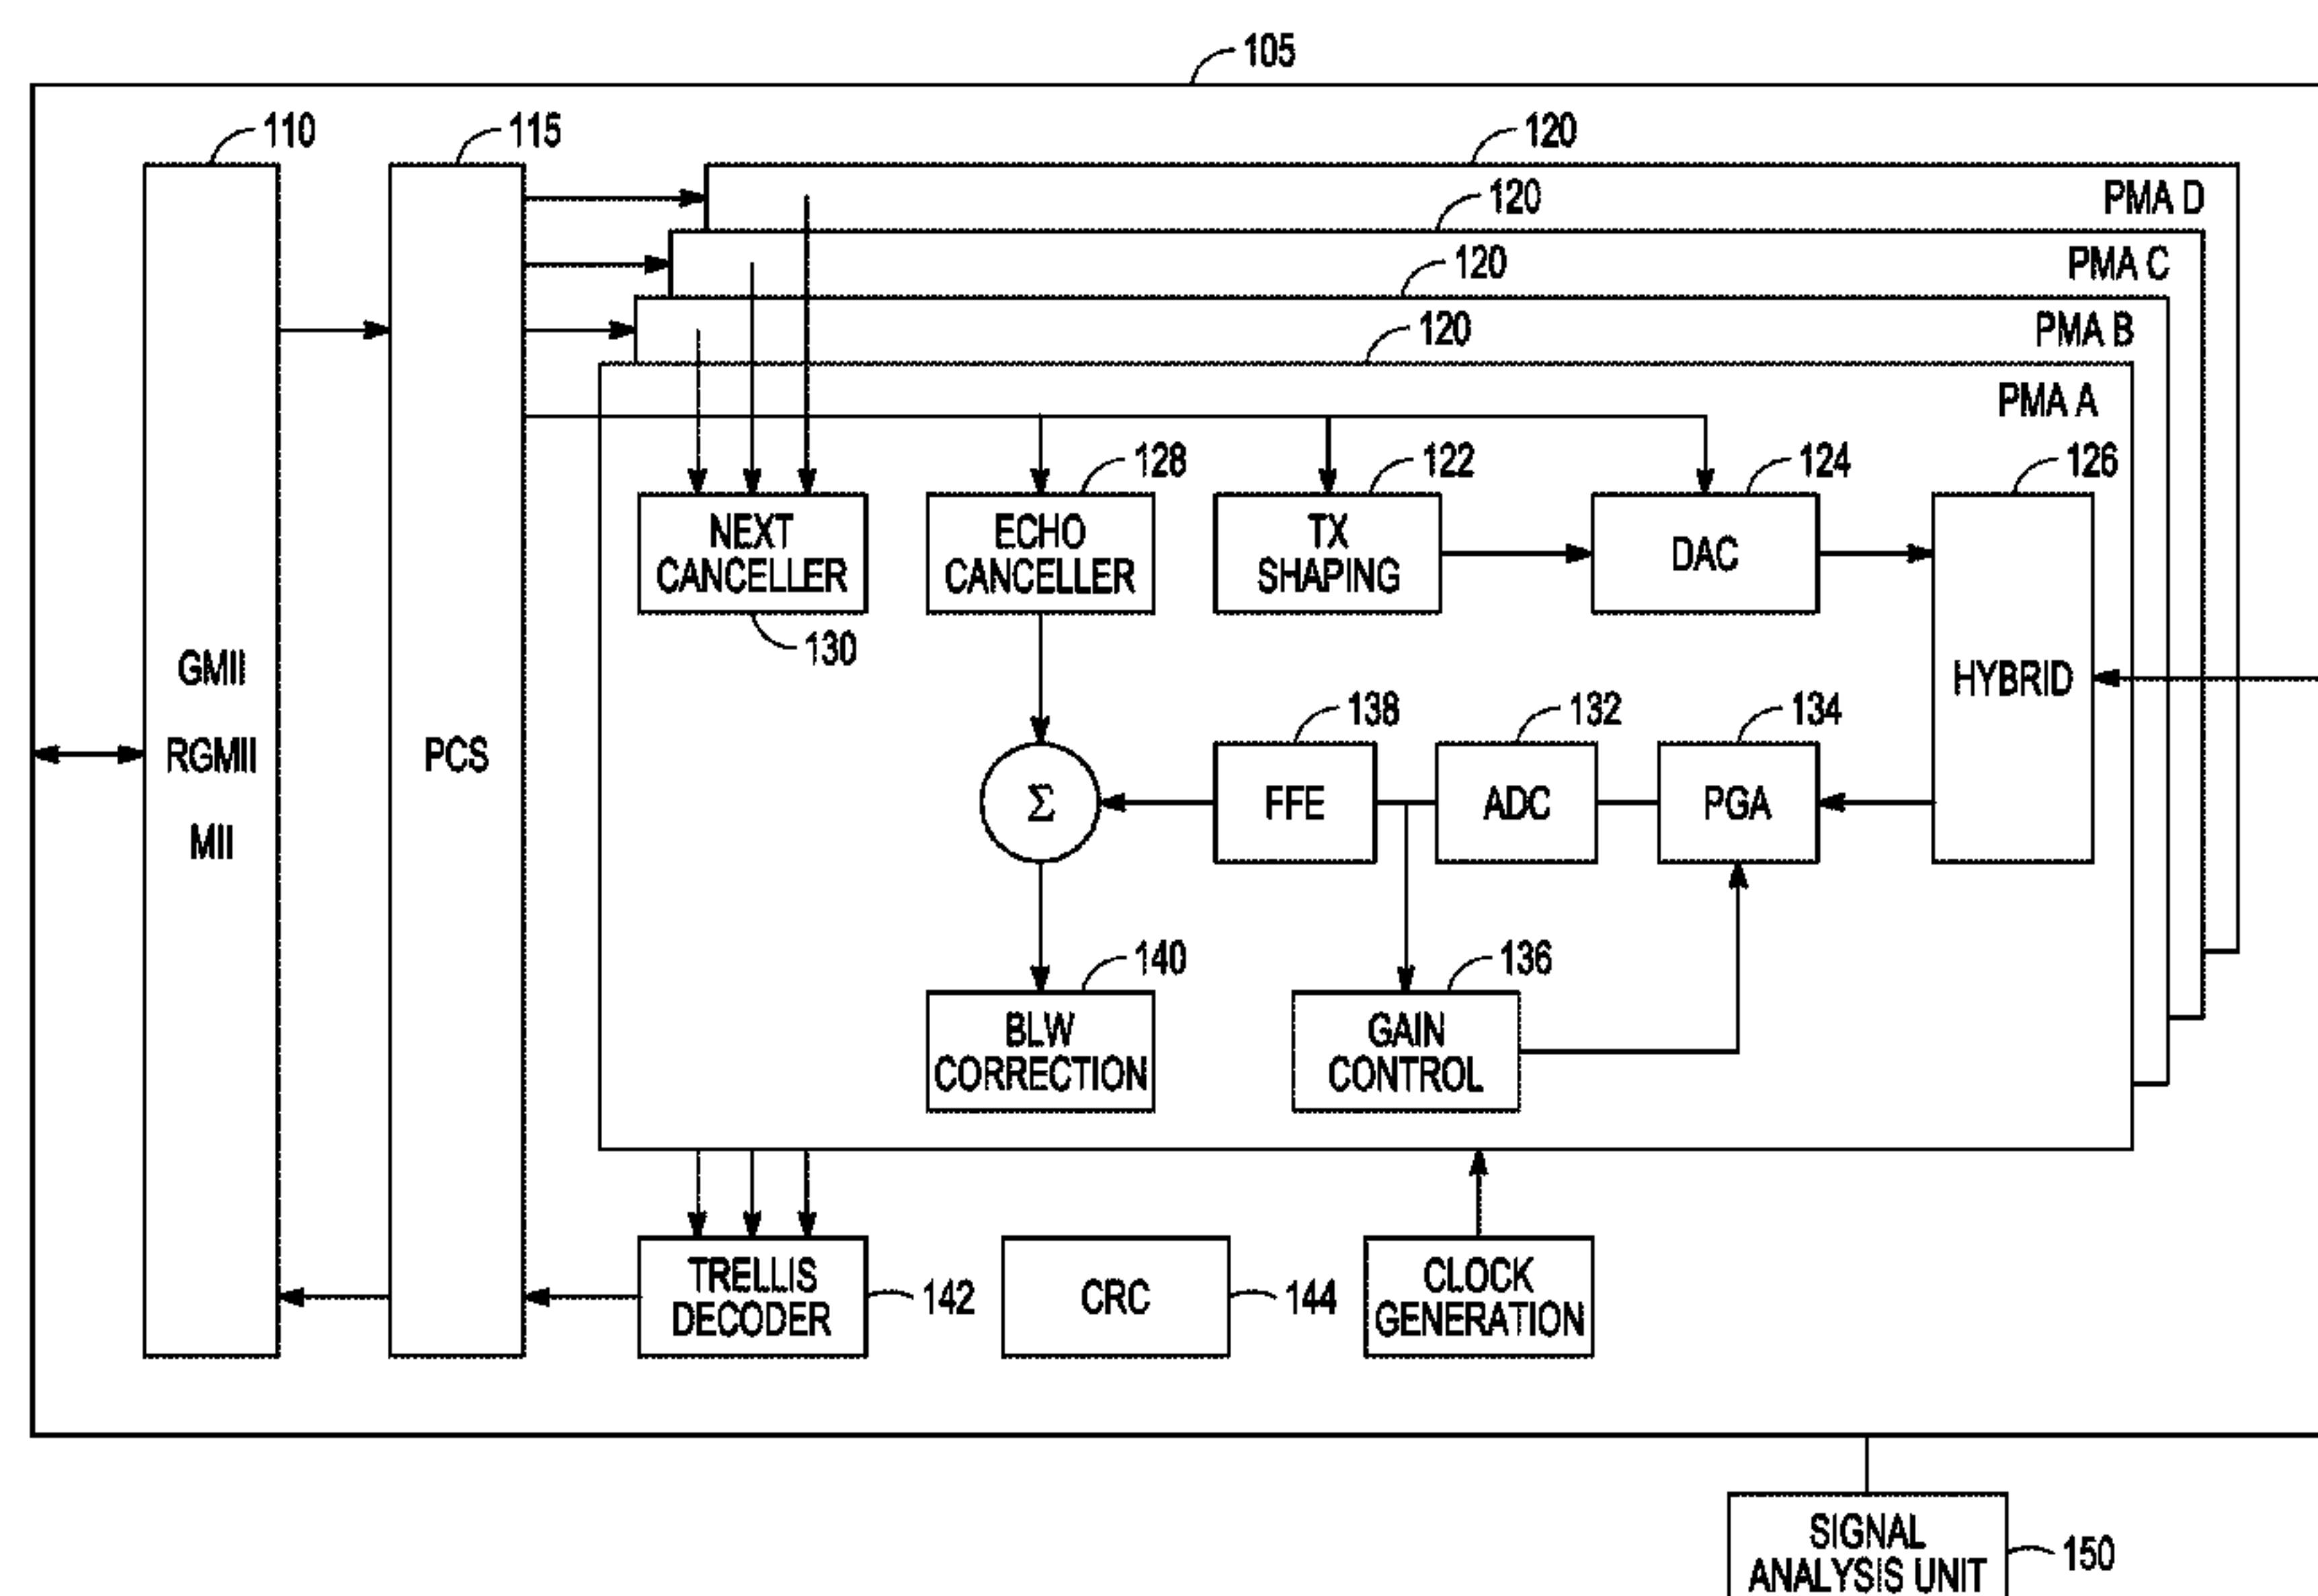 105
110
115
120
PMA D
120
PMA C
120
PMA B
120
PMA A
128
122
124
126
NEXT
CANCELLER
ECHO
CANCELLER
TX
SHAPING
DAC
130
GMII
RGMII
MII
PCS
HYBRID
138
132
134
Σ
FFE
ADC
PGA
140
136
BLW
CORRECTION
GAIN
CONTROL
TRELLIS
DECODER
142
CRC
144
CLOCK
GENERATION
SIGNAL
ANALYSIS UNIT
150